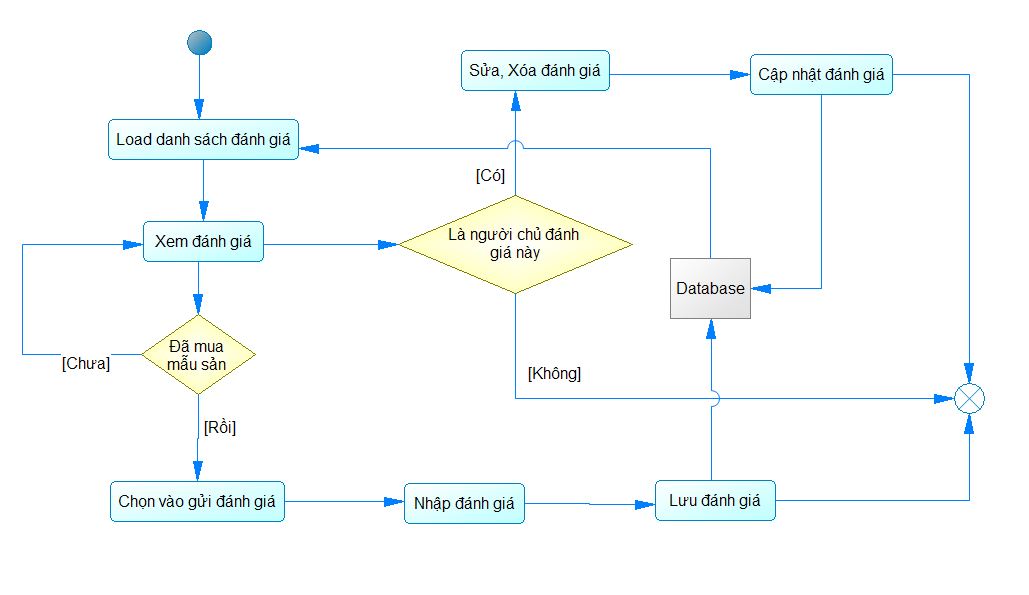 Sửa, Xóa đánh giá
Cập nhật đánh giá
Load danh sách đánh giá
[Có]
Xem đánh giá
Là người chủ đánh
giá này
Database
Đã mua
mẫu sản
[Chưa]
[Không]
[Rồi]
Chọn vào gửi đánh giá
Nhập đánh giá
Lưu đánh giá